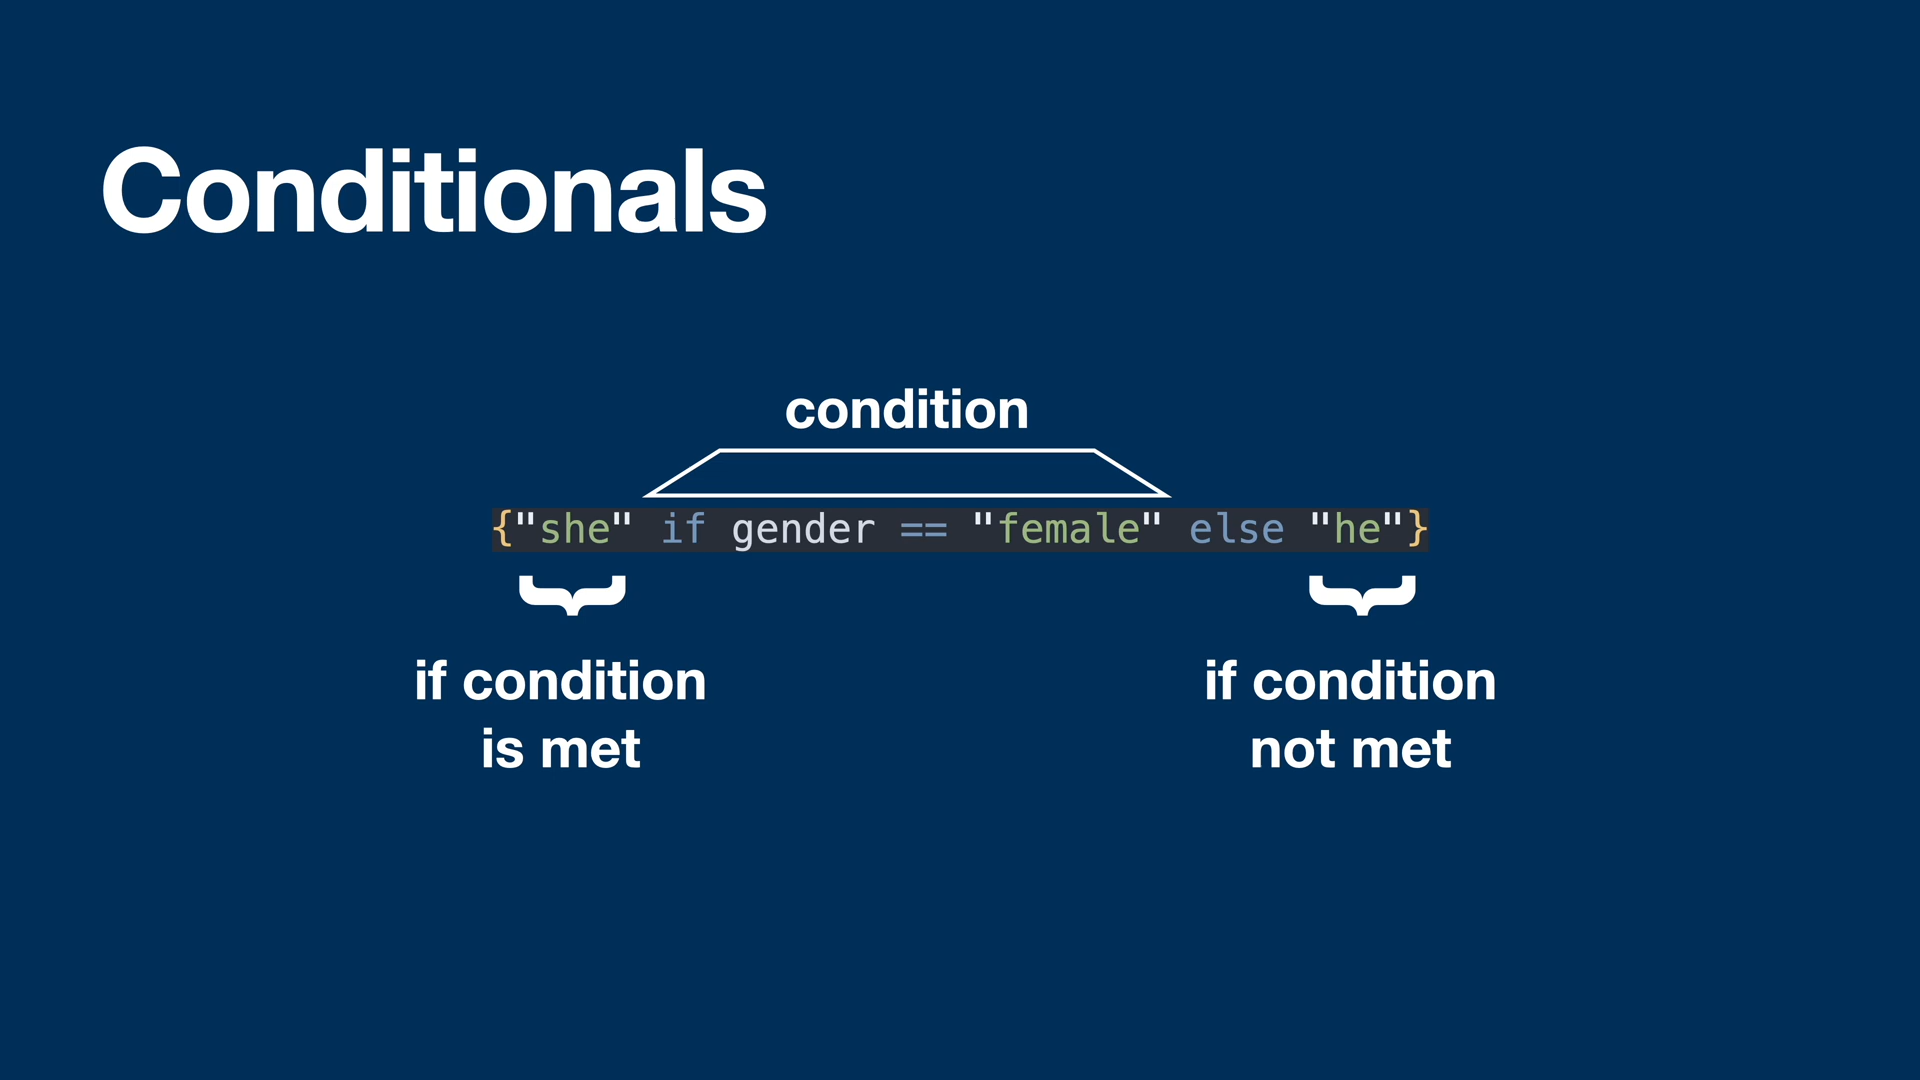 Conditionals
condition
{"she" if gender == "female" else "he"}
if condition
is met
if condition
not met